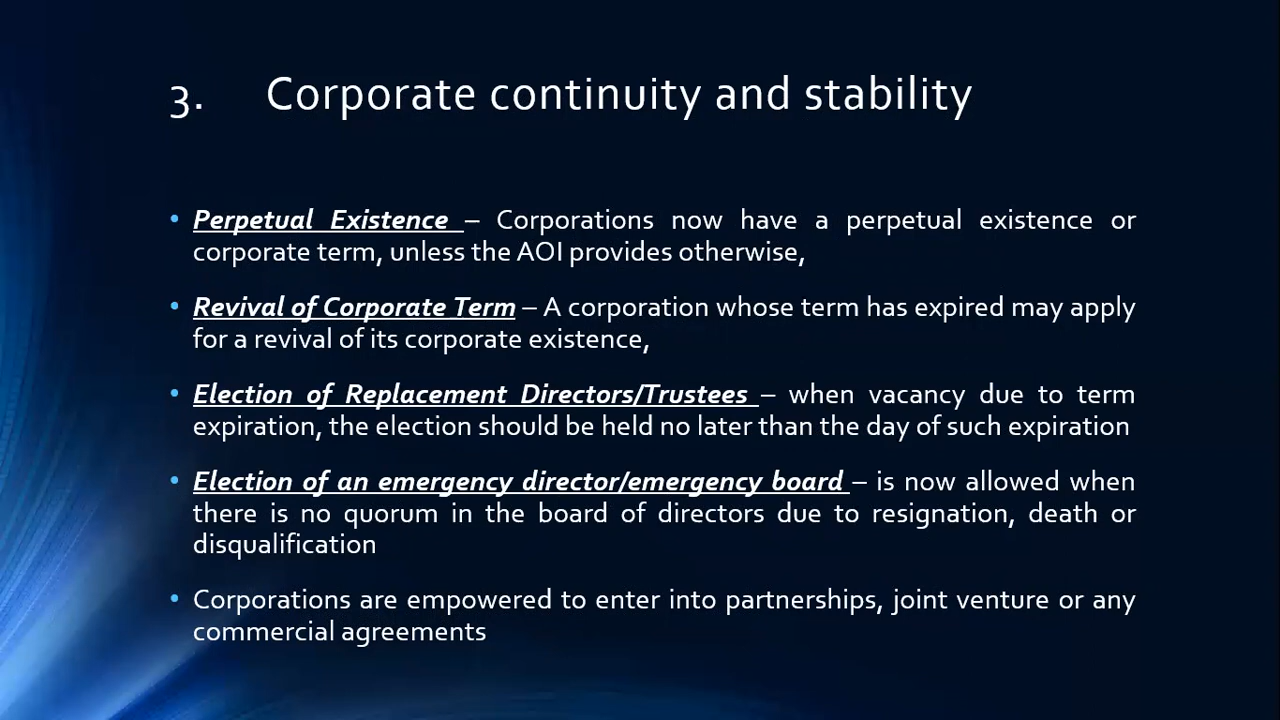 3. Corporate continuity and stability
• Perpetual Existence – Corporations now have a perpetual existence or
corporate term, unless the AOI provides otherwise,
• Revival of Corporate Term – A corporation whose term has expired may apply
for a revival of its corporate existence,
• Election of Replacement Directors/Trustees – when vacancy due to term
expiration, the election should be held no later than the day of such expiration
• Election of an emergency director/emergency board – is now allowed when
there is no quorum in the board of directors due to resignation, death or
disqualification
• Corporations are empowered to enter into partnerships, joint venture or any
commercial agreements